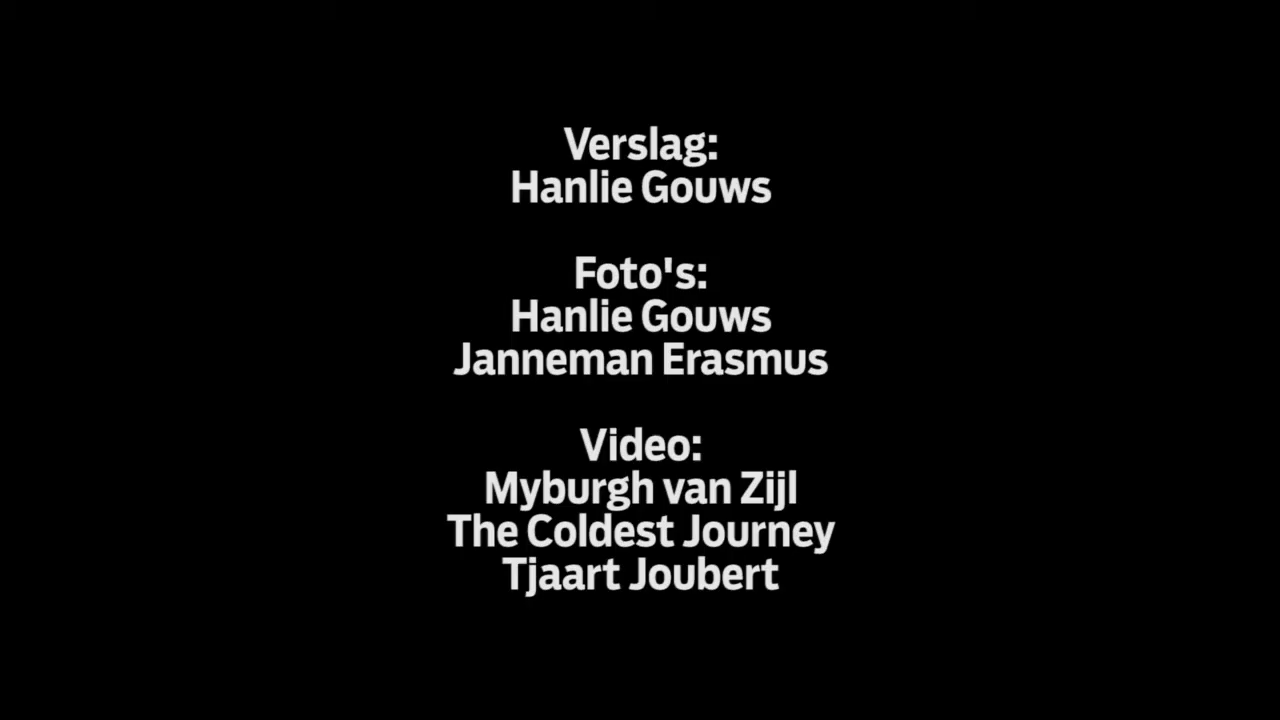 Verslag:
Hanlie Gouws
Foto's:
Hanlie Gouws
Janneman Erasmus
Video:
Myburgh van Zijl
The Coldest Journey
Tjaart Joubert